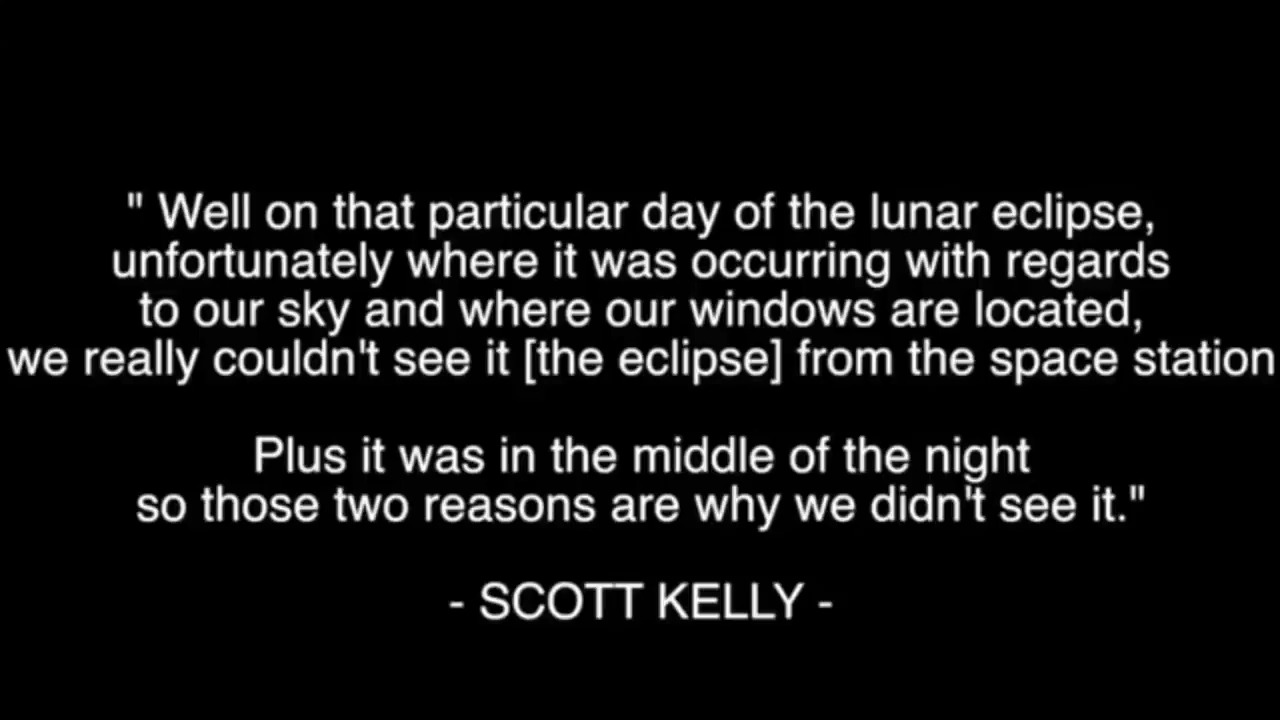 " Well on that particular day of the lunar eclipse,
unfortunately where it was occurring with regards
to our sky and where our windows are located,
we really couldn't see it [the eclipse] from the space station
Plus it was in the middle of the night
so those two reasons are why we didn't see it."
- SCOTT KELLY -